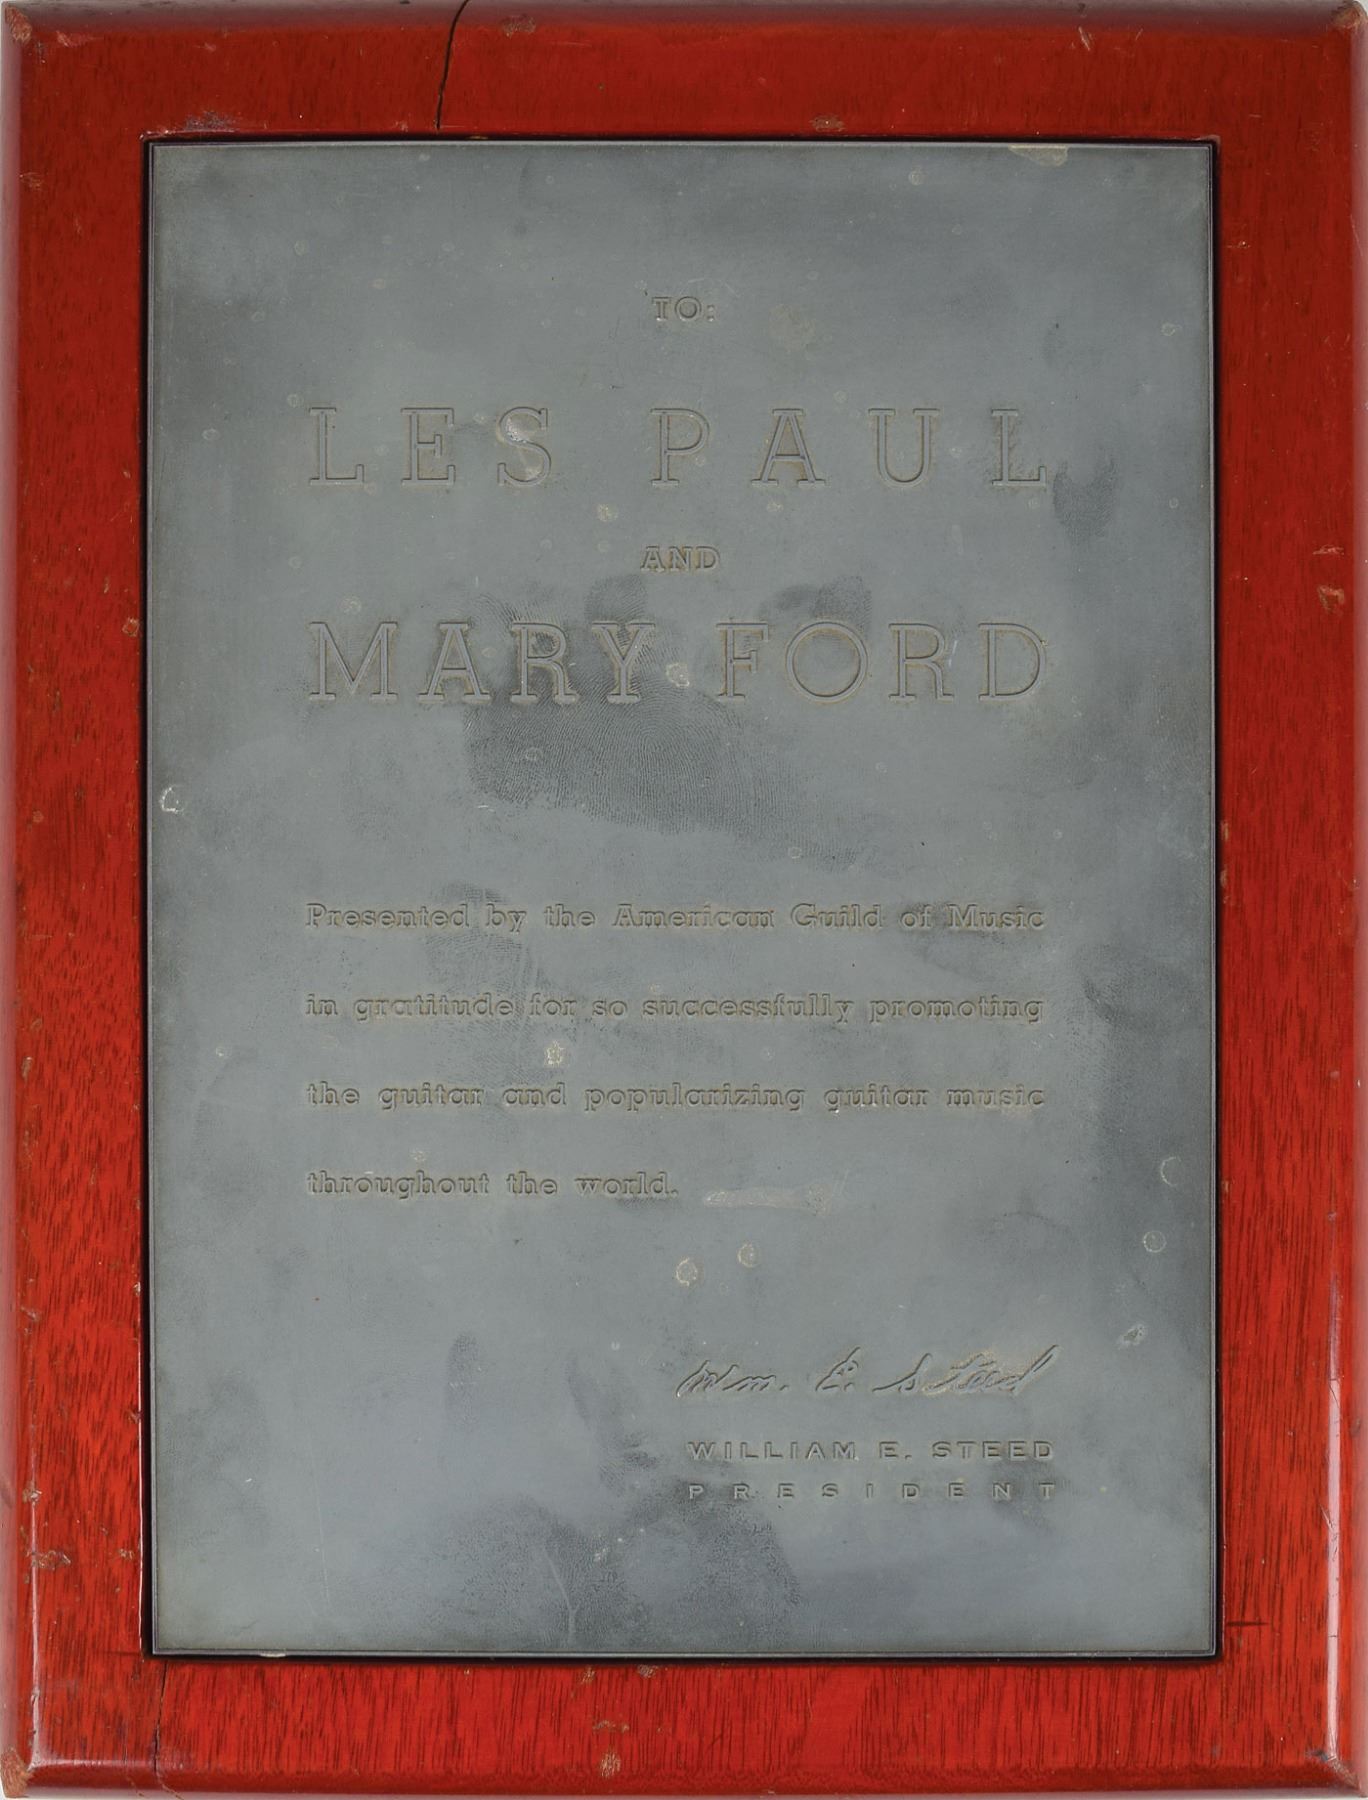 TO:
LES PAUL
AND
MARY FORD
Presented by the American Guild of Music
in gratitude for so successfully promoting
the guitar and popularizing guitar music
throughout the world.
Wm. E. Steed
WILLIAM E. STEED
PRESIDENT